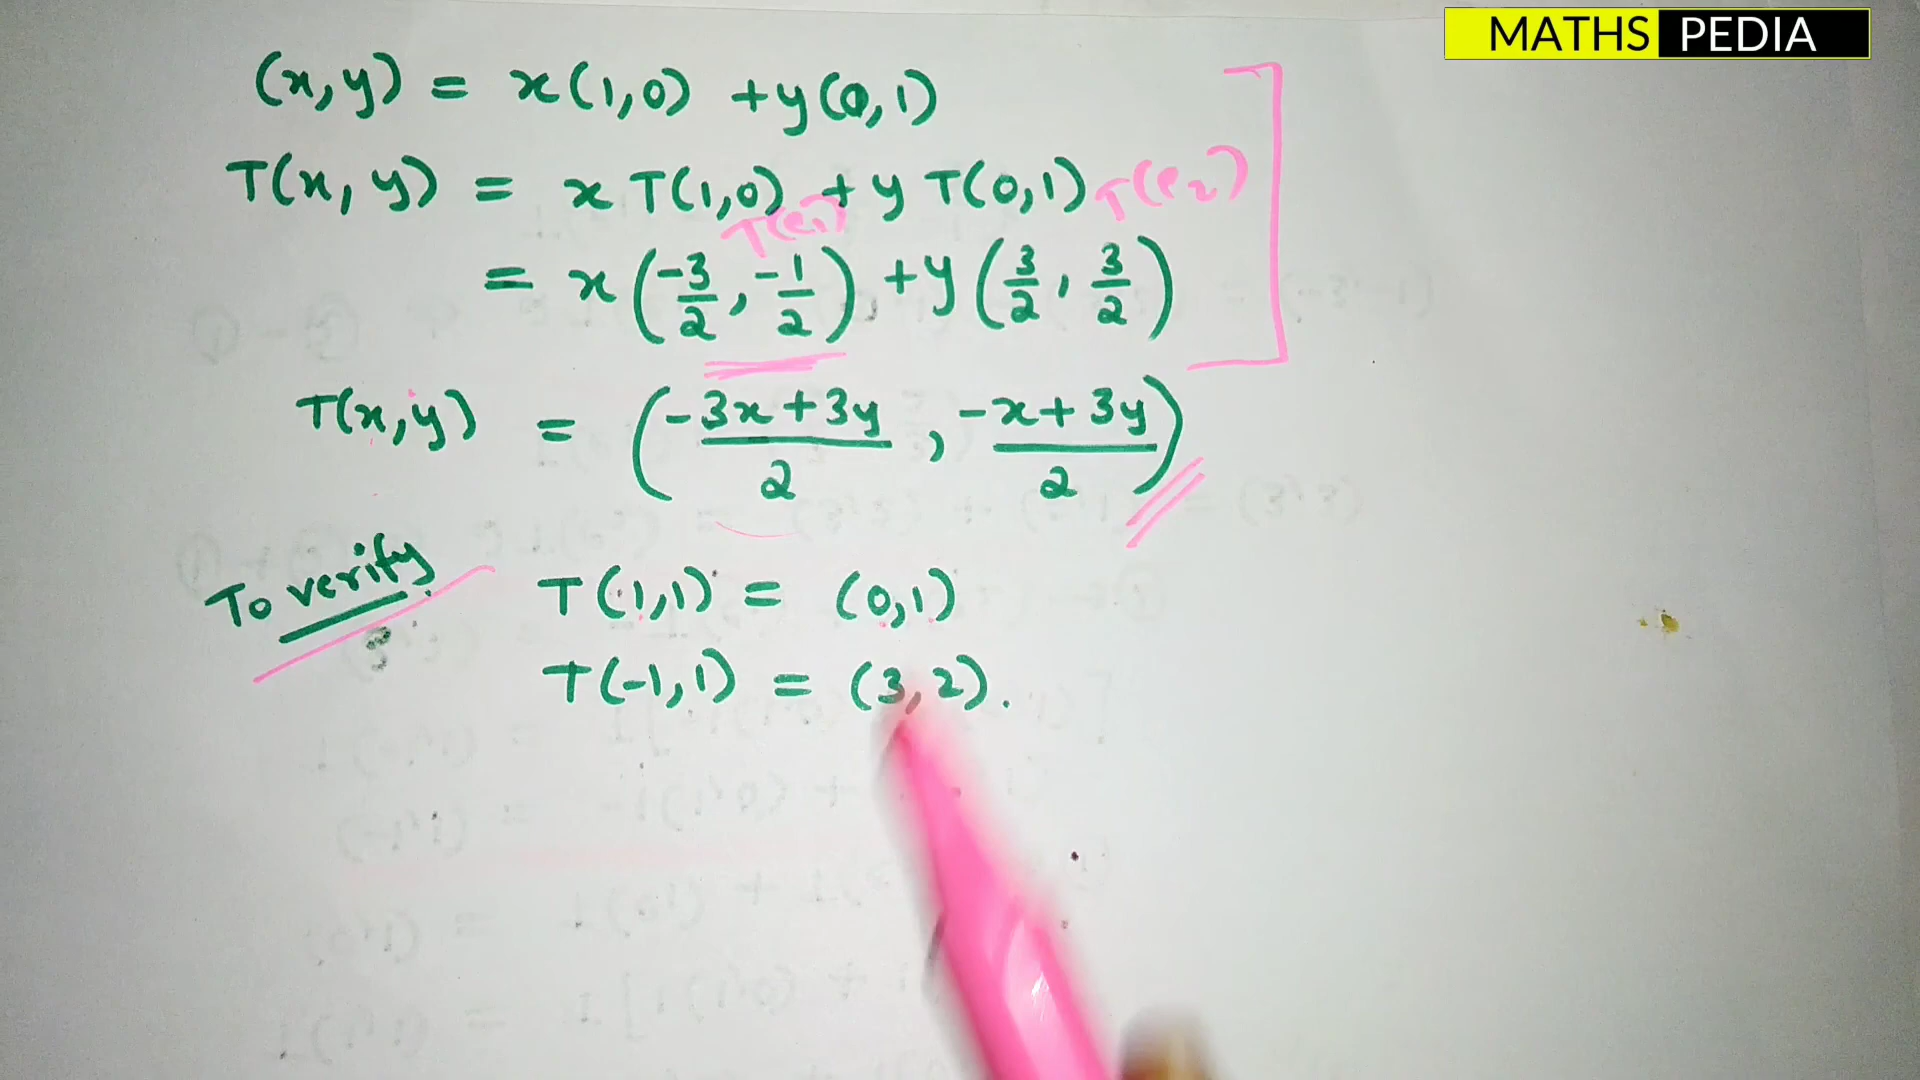 MATHS PEDIA
(x,y) = x(1,0) +y(0,1)
T(x,y) = x T(1,0) + y T(0,1) T(e2)
T(e1)
= x(-3/2, -1/2) + y(3/2, 3/2)
T(x,y) = (-3x+3y/2, -x+3y/2)
To verify T(1,1) = (0,1)
T(-1,1) = (3,2).